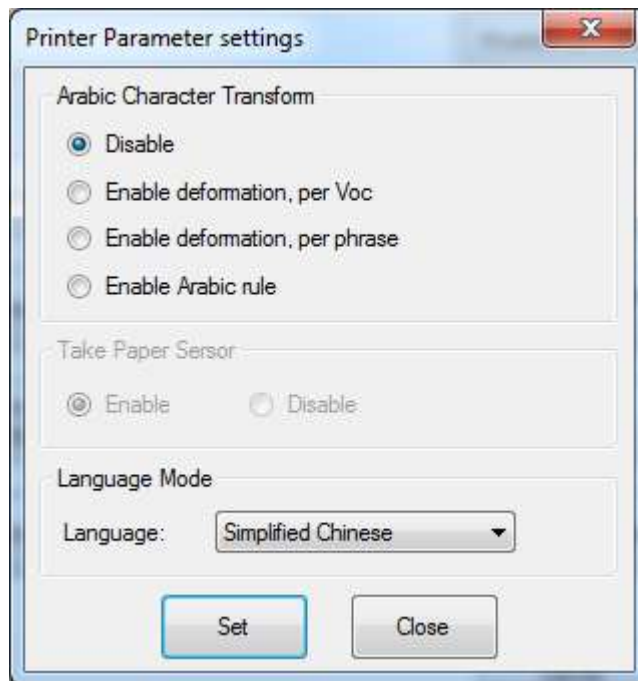 Printer Parameter settings
Arabic Character Transform
Disable
Enable deformation, per Voc
Enable deformation, per phrase
Enable Arabic rule
Take Paper Sersor
Enable Disable
Language Mode
Language: Simplified Chinese
Set Close